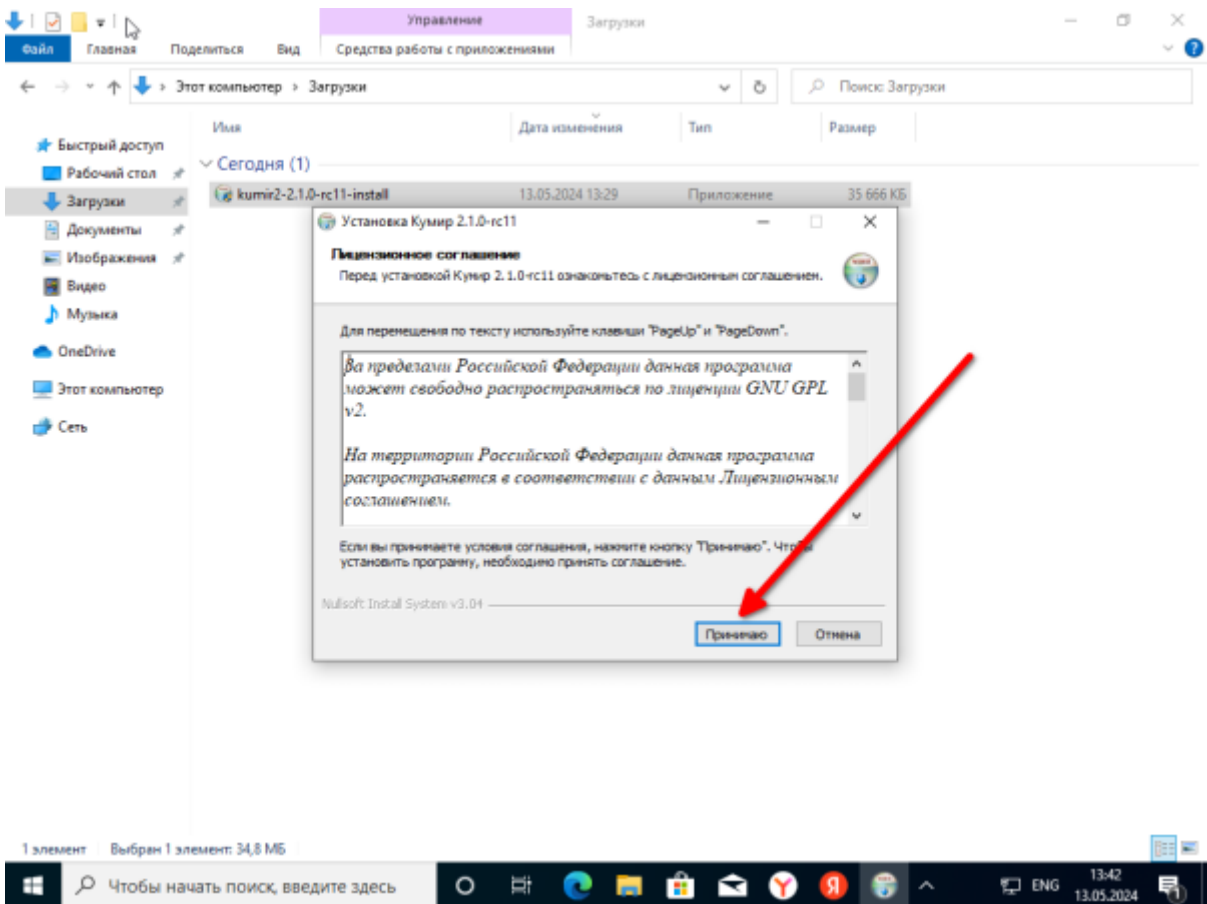 Управление
Загрузки
Файл Главная Поделиться Вид Средства работы с приложениями
Этот компьютер › Загрузки
Поиск: Загрузки
Имя Дата изменения Тип Размер
Быстрый доступ
Сегодня (1)
Рабочий стол
kumir2-2.1.0-rc11-install 13.05.2024 13:29 Приложение 35 666 КБ
Загрузки
Документы
Изображения
Видео
Музыка
OneDrive
Этот компьютер
Сеть
Установка Кумир 2.1.0-rc11
Лицензионное соглашение
Перед установкой Кумир 2.1.0-rc11 ознакомьтесь с лицензионным соглашением.
Для перемещения по тексту используйте клавиши "PageUp" и "PageDown".
За пределами Российской Федерации данная программа
может свободно распространяться по лиценции GNU GPL
v2.
На территории Российской Федерации данная программа
распространяется в соответствии с данным Лицензионным
соглашением.
Если вы принимаете условия соглашения, нажмите кнопку "Принимаю". Чтобы
установить программу, необходимо принять соглашение.
Nullsoft Install System v3.04
Принимаю Отмена
1 элемент Выбран 1 элемент: 34,8 МБ
Чтобы начать поиск, введите здесь
ENG
13:42
13.05.2024